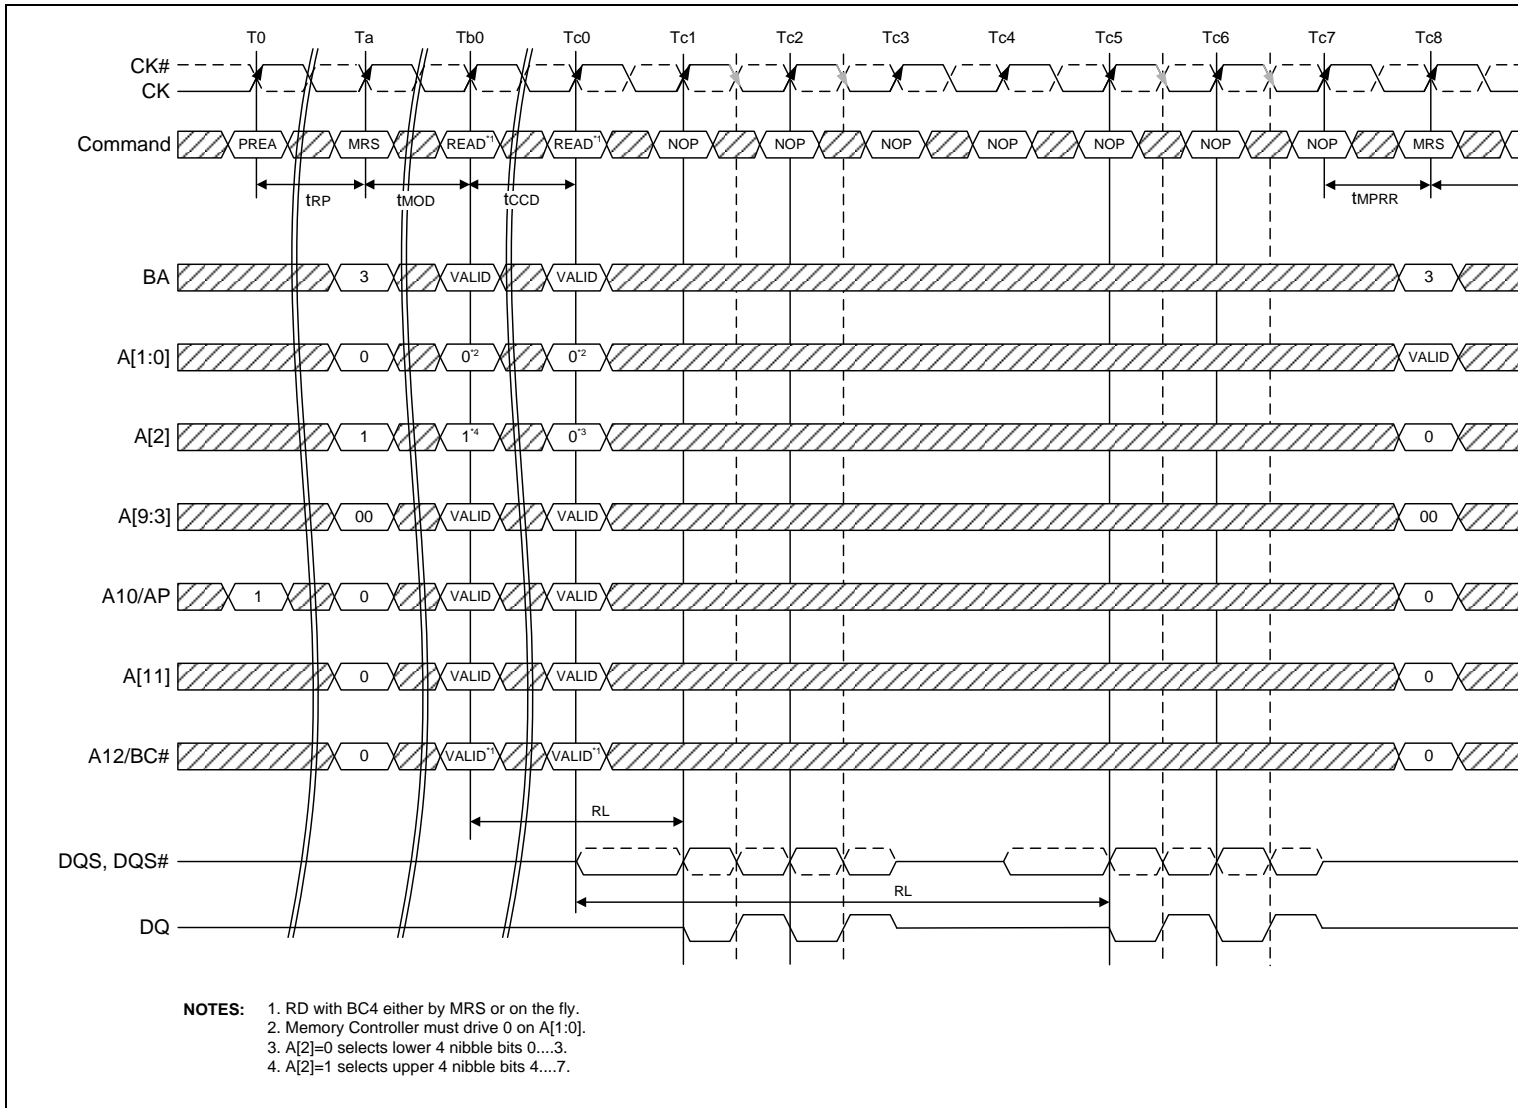 T0 Ta Tb0 Tc0 Tc1 Tc2 Tc3 Tc4 Tc5 Tc6 Tc7 Tc8
CK#
CK
Command PREA MRS READ*1 READ*1 NOP NOP NOP NOP NOP NOP NOP MRS
tRP tMOD tCCD tMPRR
BA 3 VALID VALID 3
A[1:0] 0 0*2 0*2 VALID
A[2] 1 1*4 0*3 0
A[9:3] 00 VALID VALID 00
A10/AP 1 0 VALID VALID 0
A[11] 0 VALID VALID 0
A12/BC# 0 VALID*1 VALID*1 0
RL
DQS, DQS#
RL
DQ
NOTES: 1. RD with BC4 either by MRS or on the fly.
2. Memory Controller must drive 0 on A[1:0].
3. A[2]=0 selects lower 4 nibble bits 0....3.
4. A[2]=1 selects upper 4 nibble bits 4....7.